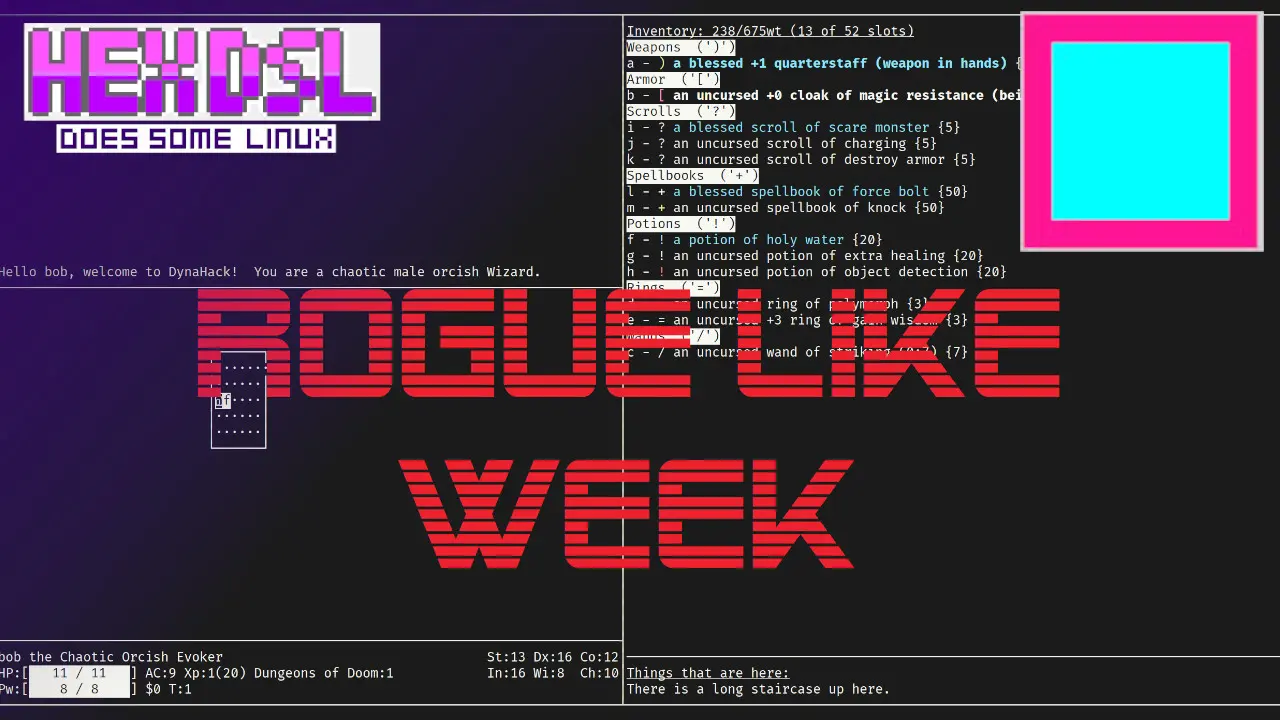 HEXDSL
DOES SOME LINUX
Hello bob, welcome to DynaHack!  You are a chaotic male orcish Wizard.
Inventory: 238/675wt (13 of 52 slots)
Weapons  (')')
a - ) a blessed +1 quarterstaff (weapon in hands) {
Armor  ('[')
b - [ an uncursed +0 cloak of magic resistance (bei
Scrolls  ('?')
i - ? a blessed scroll of scare monster {5}
j - ? an uncursed scroll of charging {5}
k - ? an uncursed scroll of destroy armor {5}
Spellbooks  ('+')
l - + a blessed spellbook of force bolt {50}
m - + an uncursed spellbook of knock {50}
Potions  ('!')
f - ! a potion of holy water {20}
g - ! an uncursed potion of extra healing {20}
h - ! an uncursed potion of object detection {20}
Rings  ('=')
an uncursed ring of polymorph {3}
e - = an uncursed +3 ring of gain wisdom {3}
Wands  ('/')
c - / an uncursed wand of striking (0:7) {7}
ROGUE LIKE
WEEK
bob the Chaotic Orcish Evoker
St:13 Dx:16 Co:12
HP:[   11 / 11   ] AC:9 Xp:1(20) Dungeons of Doom:1
In:16 Wi:8  Ch:10
Pw:[    8 / 8    ] $0 T:1
Things that are here:
There is a long staircase up here.